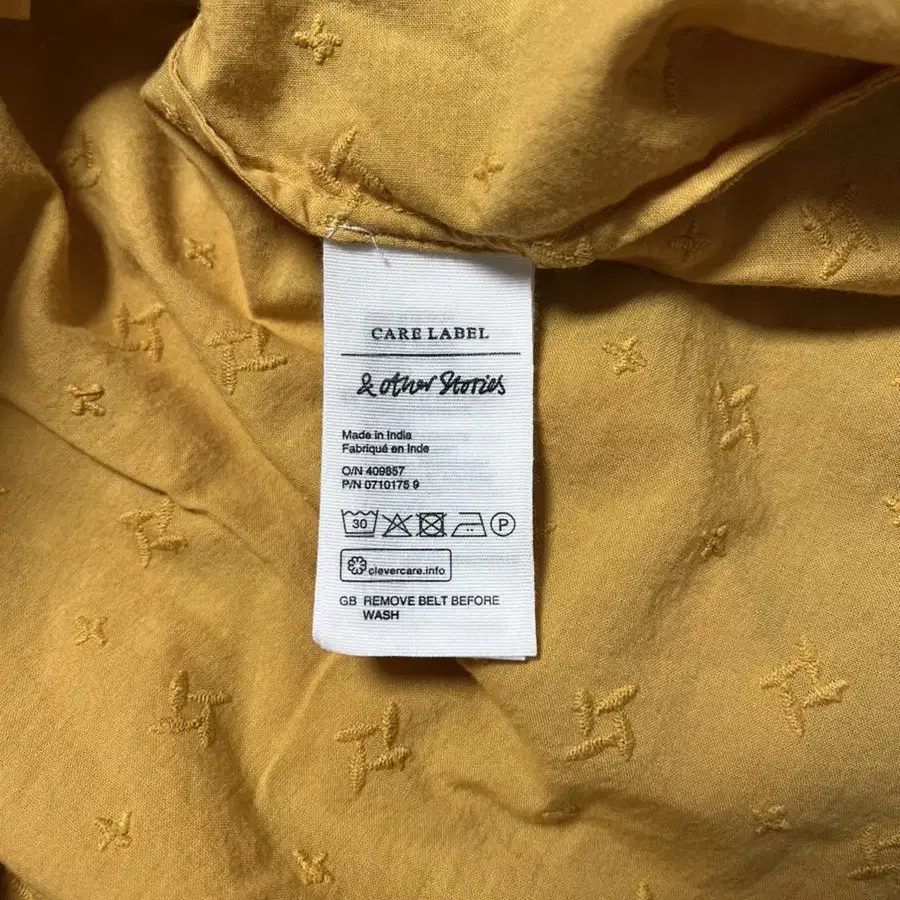 CARE LABEL
& other Stories
Made in India
Fabriqué en Inde
O/N 409857
P/N 0710175 9
30 P
clevercare.info
GB REMOVE BELT BEFORE
WASH